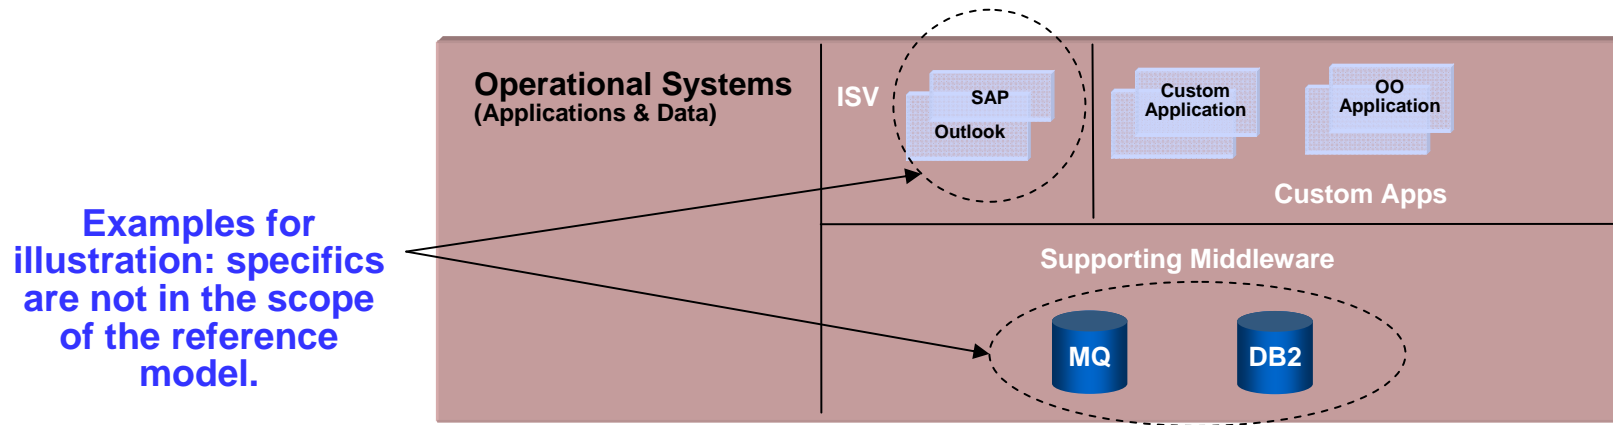 Operational Systems
(Applications & Data)
ISV
SAP
Outlook
Custom
Application
OO
Application
Custom Apps
Examples for
illustration: specifics
are not in the scope
of the reference
model.
Supporting Middleware
MQ
DB2